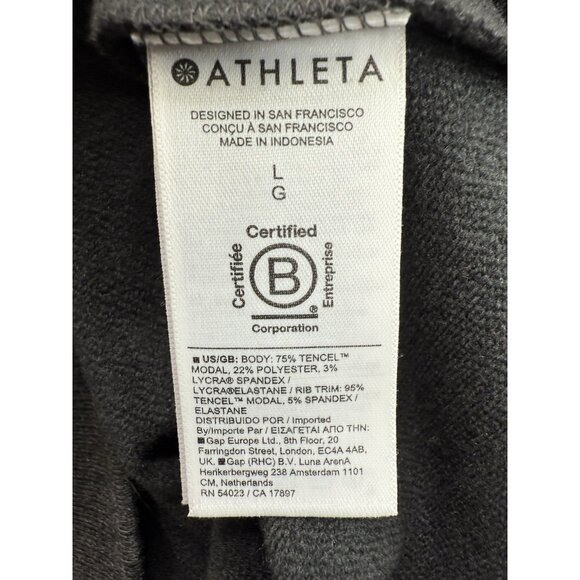 ATHLETA
DESIGNED IN SAN FRANCISCO
CONÇU À SAN FRANCISCO
MADE IN INDONESIA
L
G
Certified
Certifiée
B
Entreprise
®
Corporation
US/GB: BODY: 75% TENCEL™
MODAL, 22% POLYESTER, 3%
LYCRA® SPANDEX /
LYCRA®ELASTANE / RIB TRIM: 95%
TENCEL™ MODAL, 5% SPANDEX /
ELASTANE
DISTRIBUIDO POR / Imported
By/Importe Par / ΕΙΣΑΓΕΤΑΙ ΑΠΟ ΤΗΝ:
Gap Europe Ltd., 8th Floor, 20
Farringdon Street, London, EC4A 4AB,
UK. Gap (RHC) B.V. Luna ArenA
Herikerbergweg 238 Amsterdam 1101
CM, Netherlands
RN 54023 / CA 17897